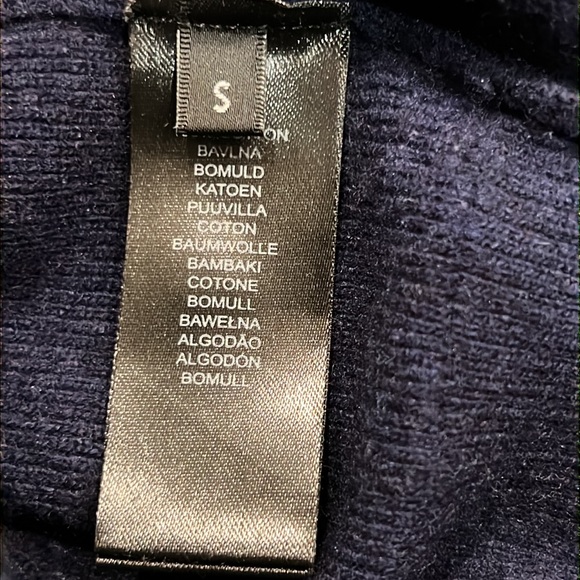 S
BAVLNA
BOMULD
KATOEN
PUUVILLA
COTON
BAUMWOLLE
BAMBAKI
COTONE
BOMULL
BAWEŁNA
ALGODÃO
ALGODÓN
BOMULL